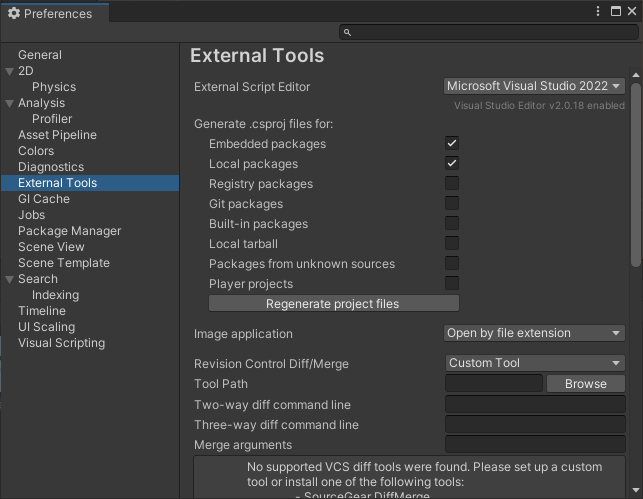 Preferences
General
2D
Physics
Analysis
Profiler
Asset Pipeline
Colors
Diagnostics
External Tools
GI Cache
Jobs
Package Manager
Scene View
Scene Template
Search
Indexing
Timeline
UI Scaling
Visual Scripting
External Tools
External Script Editor
Microsoft Visual Studio 2022
Visual Studio Editor v2.0.18 enabled
Generate .csproj files for:
Embedded packages
Local packages
Registry packages
Git packages
Built-in packages
Local tarball
Packages from unknown sources
Player projects
Regenerate project files
Image application
Open by file extension
Revision Control Diff/Merge
Custom Tool
Tool Path
Browse
Two-way diff command line
Three-way diff command line
Merge arguments
No supported VCS diff tools were found. Please set up a custom
tool or install one of the following tools:
- SourceGear DiffMerge